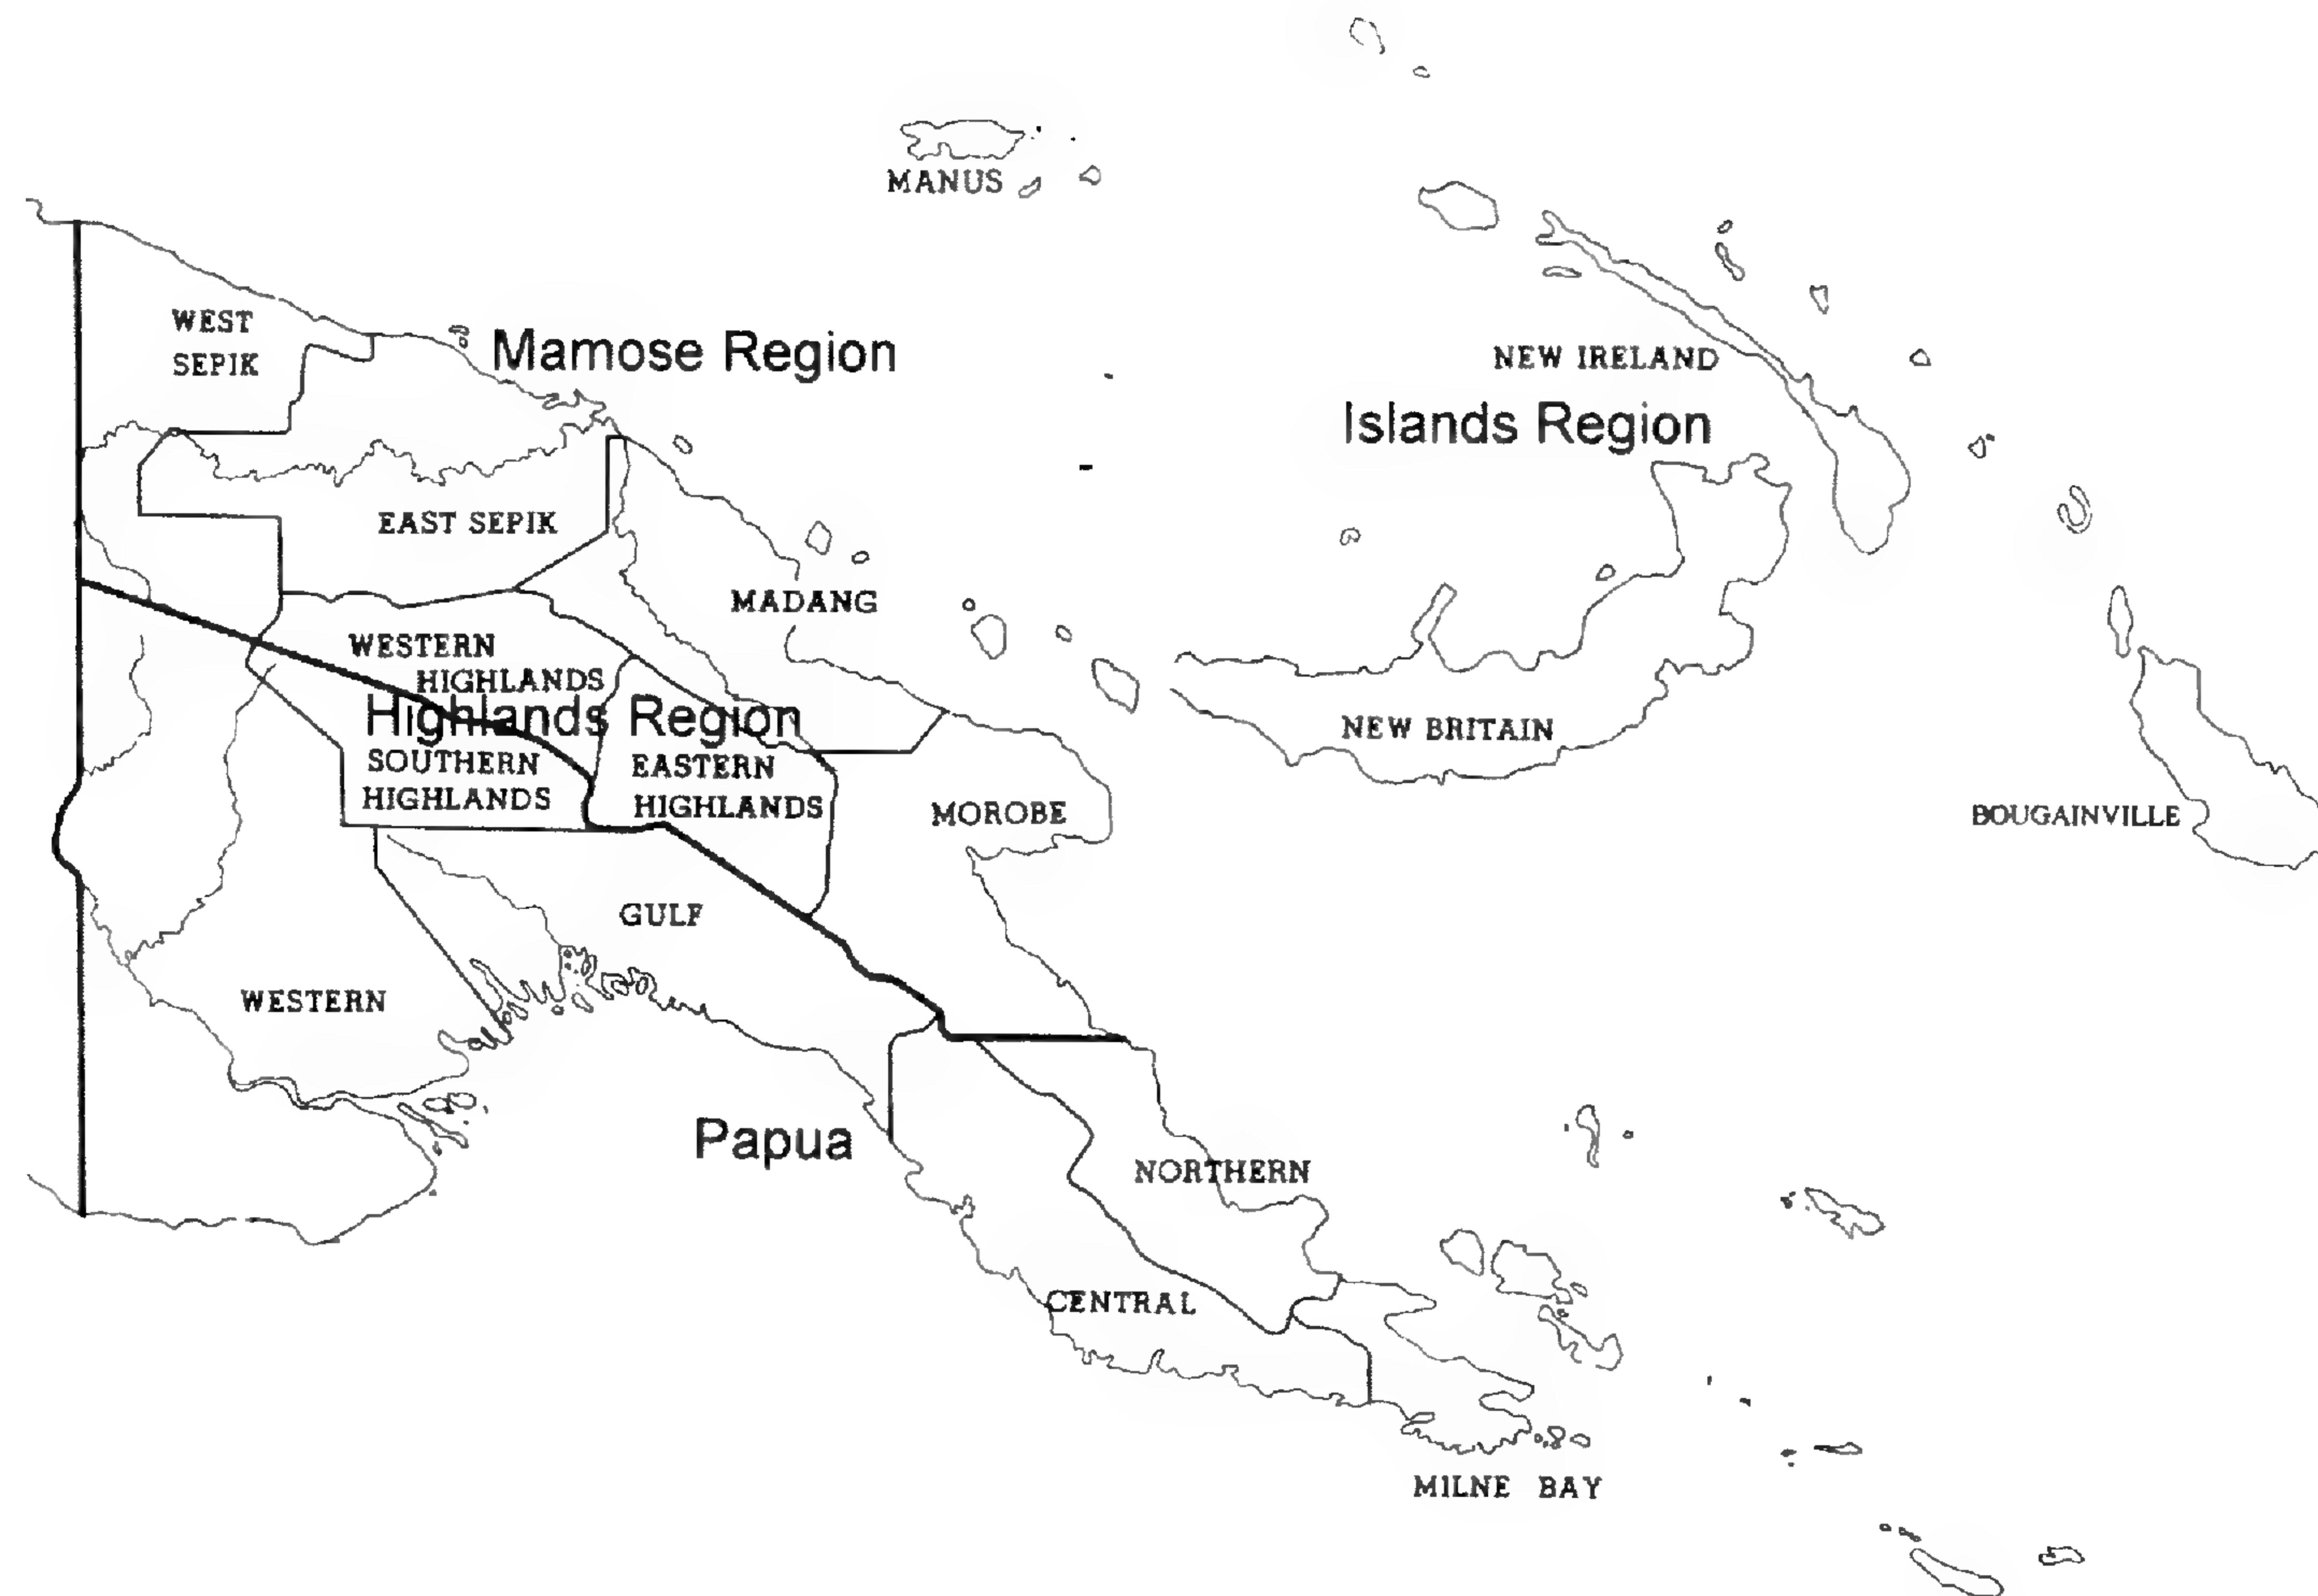 MANUS
WEST
SEPIK
Mamose Region
NEW IRELAND
Islands Region
EAST SEPIK
MADANG
WESTERN
HIGHLANDS
Highlands Region
NEW BRITAIN
SOUTHERN
HIGHLANDS
EASTERN
HIGHLANDS
MOROBE
BOUGAINVILLE
GULF
WESTERN
Papua
NORTHERN
CENTRAL
MILNE BAY